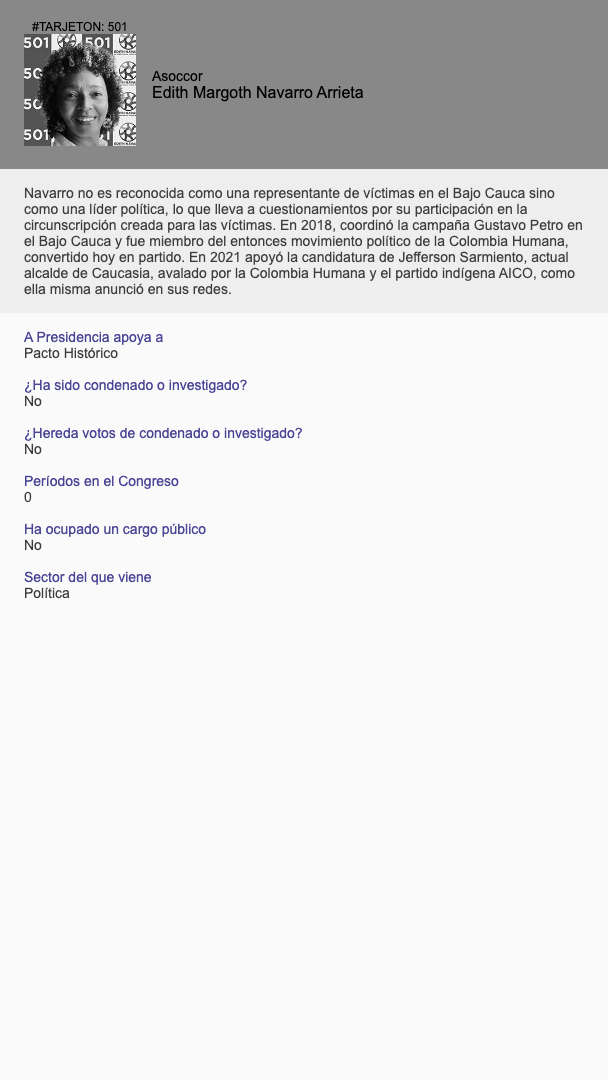 #TARJETON: 501
501 501
Asoccor
Edith Margoth Navarro Arrieta
Navarro no es reconocida como una representante de víctimas en el Bajo Cauca sino
como una líder política, lo que lleva a cuestionamientos por su participación en la
circunscripción creada para las víctimas. En 2018, coordinó la campaña Gustavo Petro en
el Bajo Cauca y fue miembro del entonces movimiento político de la Colombia Humana,
convertido hoy en partido. En 2021 apoyó la candidatura de Jefferson Sarmiento, actual
alcalde de Caucasia, avalado por la Colombia Humana y el partido indígena AICO, como
ella misma anunció en sus redes.
A Presidencia apoya a
Pacto Histórico
¿Ha sido condenado o investigado?
No
¿Hereda votos de condenado o investigado?
No
Períodos en el Congreso
0
Ha ocupado un cargo público
No
Sector del que viene
Política